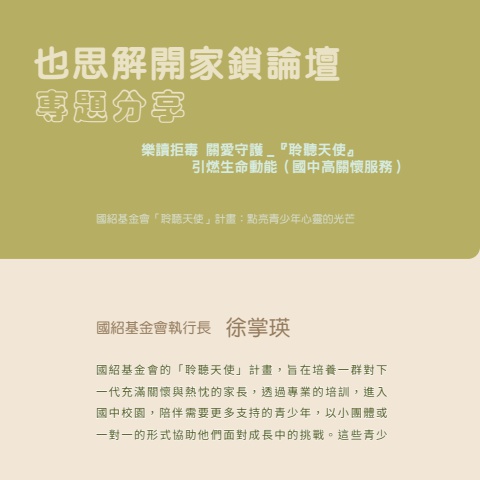 也思解開家鎖論壇
專題分享
樂讀拒毒 關愛守護_『聆聽天使』
引燃生命動能（國中高關懷服務）
國紹基金會「聆聽天使」計畫：點亮青少年心靈的光芒
國紹基金會執行長 徐掌瑛
國紹基金會的「聆聽天使」計畫，旨在培養一群對下
一代充滿關懷與熱忱的家長，透過專業的培訓，進入
國中校園，陪伴需要更多支持的青少年，以小團體或
一對一的形式協助他們面對成長中的挑戰。這些青少